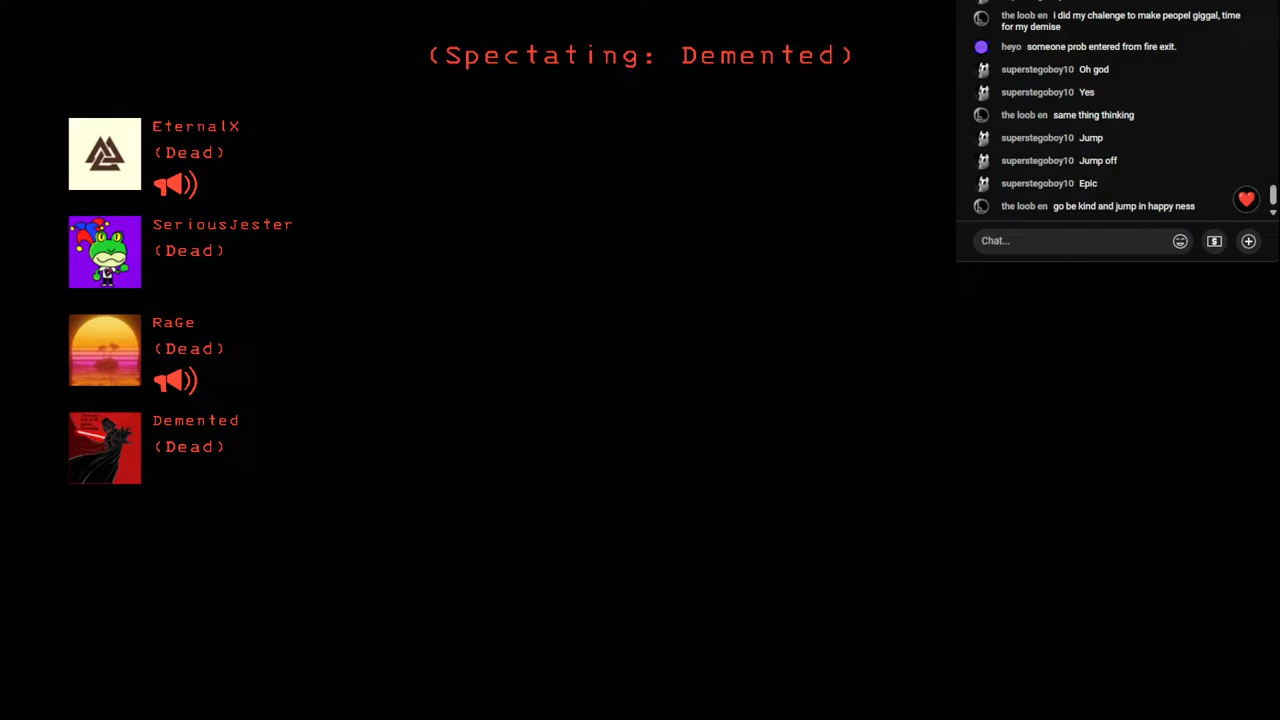 (Spectating: Demented)
EternalX
(Dead)
SeriousJester
(Dead)
RaGe
(Dead)
Demented
(Dead)
the loob en i did my chalenge to make peopel giggal, time
for my demise
heyo someone prob entered from fire exit.
superstegoboy10 Oh god
superstegoboy10 Yes
the loob en same thing thinking
superstegoboy10 Jump
superstegoboy10 Jump off
superstegoboy10 Epic
the loob en go be kind and jump in happy ness
Chat...